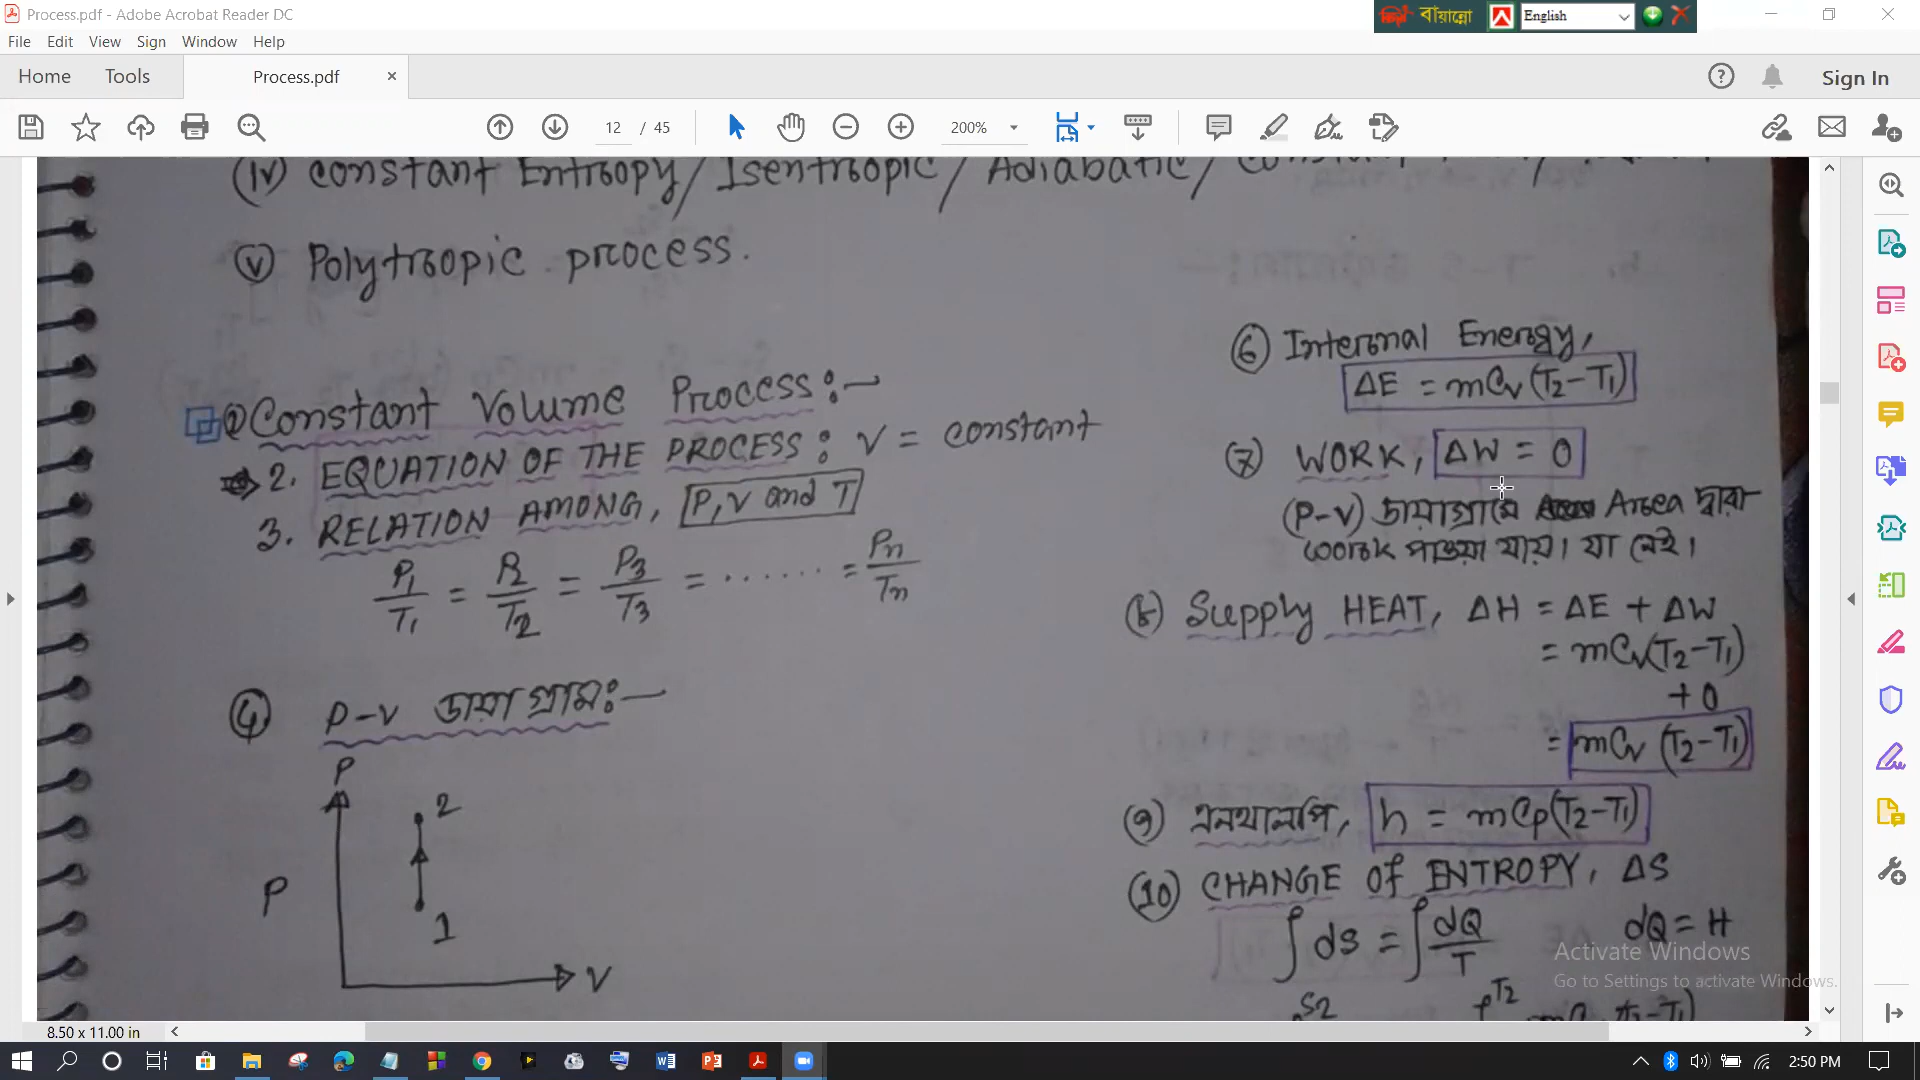 Process.pdf - Adobe Acrobat Reader DC
বায়ান্নো
English
File Edit View Sign Window Help
Home Tools Process.pdf
Sign In
12 / 45
200%
(iv) Constant Entropy/Isentropic/Adiabatic/
(v) Polytropic process.
① Constant Volume Process:-
2. EQUATION OF THE PROCESS: V = constant
3. RELATION AMONG, P, V and T
P1/T1 = P2/T2 = P3/T3 = ...... = Pn/Tn
④ P-V ডায়াগ্রাম:-
P
2
P
1
V
⑥ Internal Energy,
ΔE = mCv(T2-T1)
⑦ WORK, ΔW = 0
(P-V) ডায়াগ্রামে Area দ্বারা
work পাওয়া যায়। যা নেই।
(8) Supply HEAT, ΔH = ΔE + ΔW
= mCv(T2-T1)
+ 0
= mCv (T2-T1)
(9) এনথালপি, h = mCp(T2-T1)
(10) CHANGE Of ENTROPY, ΔS
∫ds = ∫dQ/T dQ = H
S2 T2
Activate Windows
Go to Settings to activate Windows.
8.50 x 11.00 in
2:50 PM